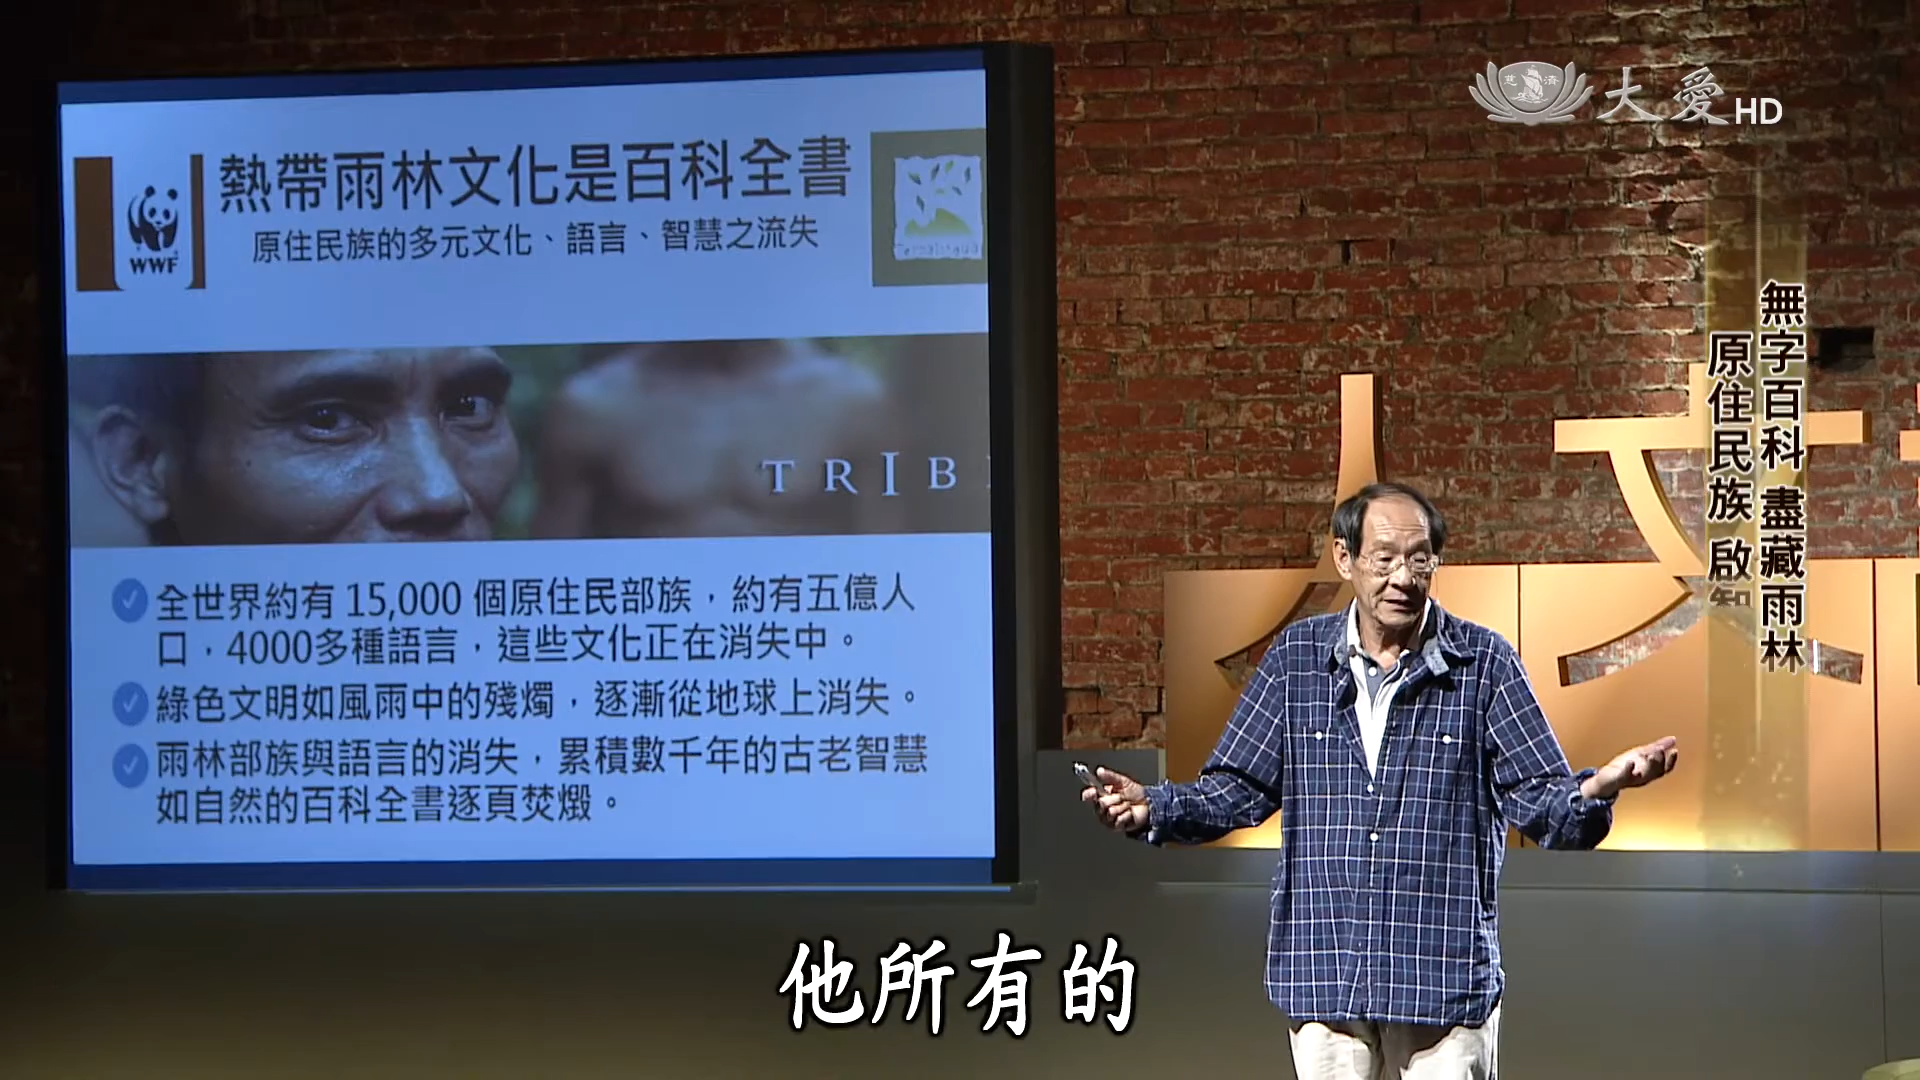 熱帶雨林文化是百科全書
原住民族的多元文化、語言、智慧之流失
WWF
TRIB
全世界約有 15,000 個原住民部族，約有五億人
口，4000多種語言，這些文化正在消失中。
綠色文明如風雨中的殘燭，逐漸從地球上消失。
雨林部族與語言的消失，累積數千年的古老智慧
如自然的百科全書逐頁焚燬。
慈濟
大愛HD
無字百科 盡藏雨林
原住民族 啟智
人文
他所有的